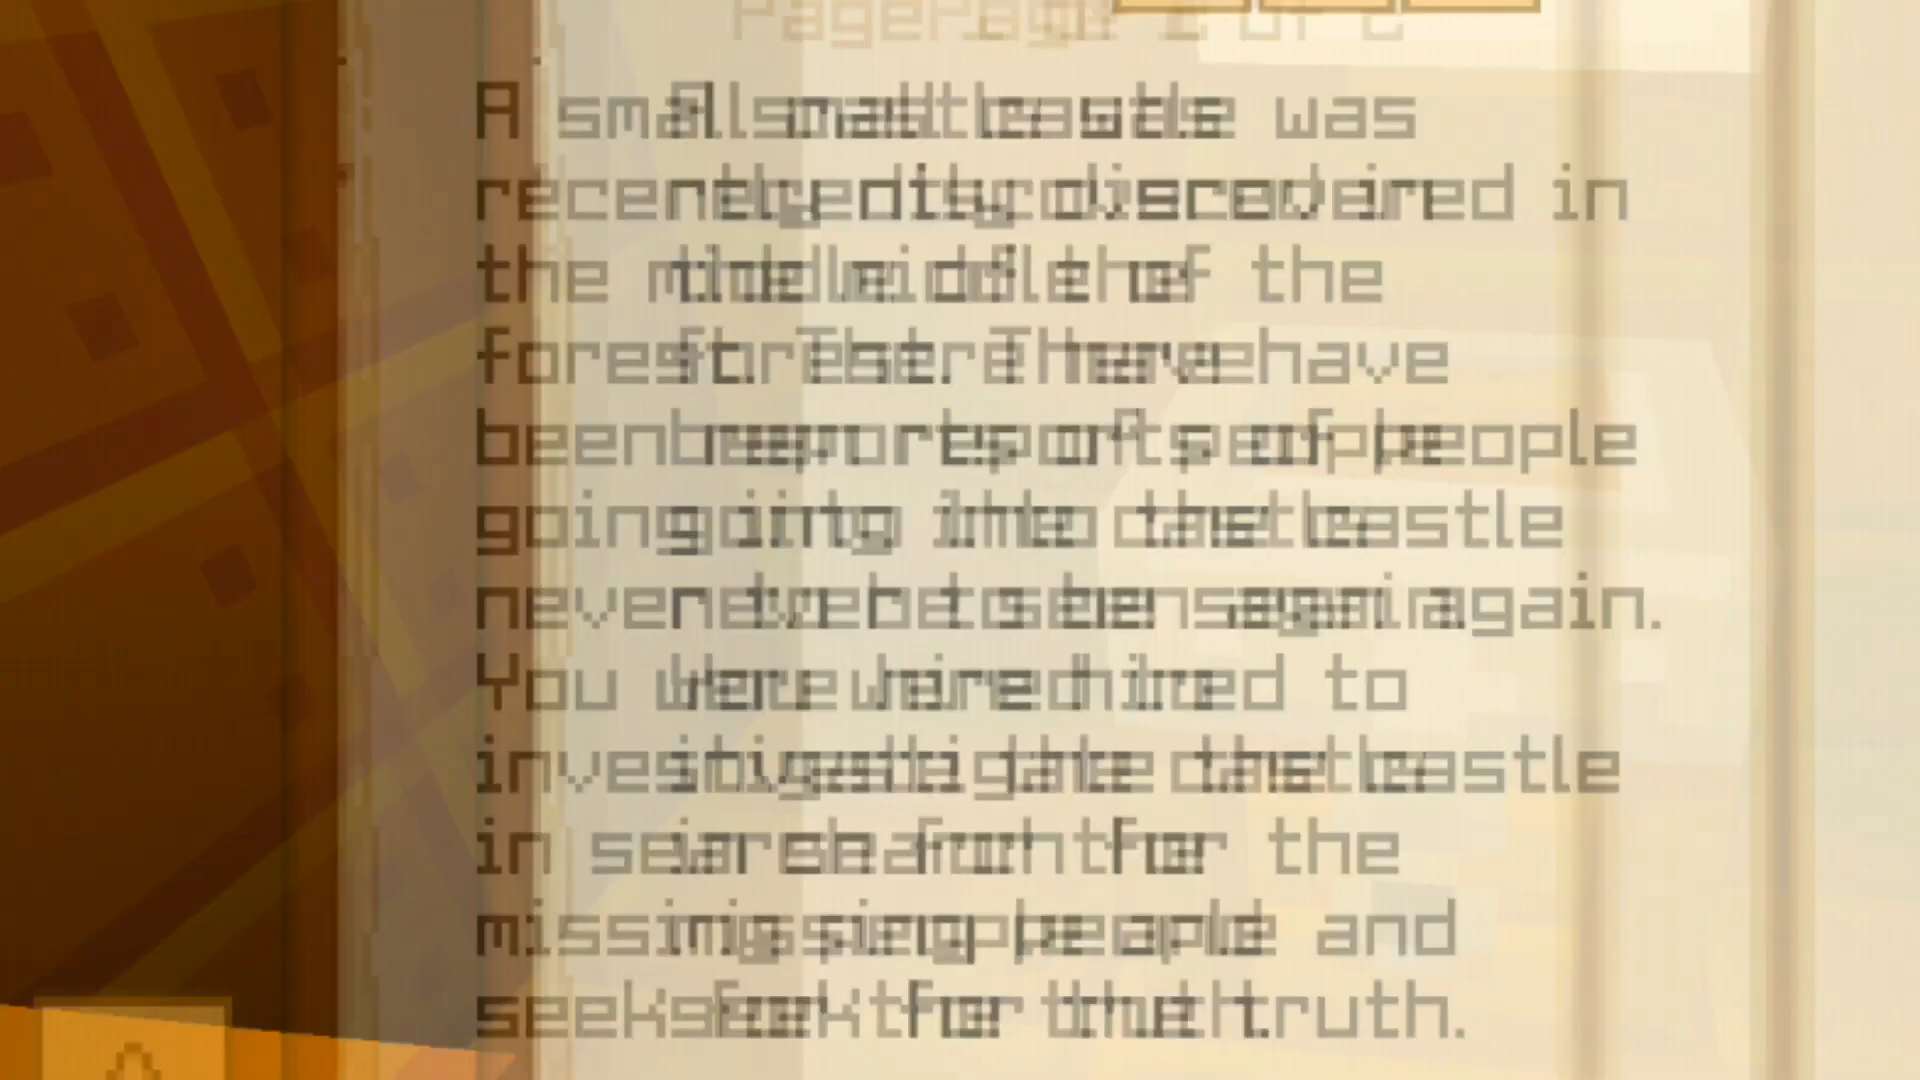 A small castle was
recently discovered in
the middle of the
forest. There have
been reports of people
going into the castle
never to be seen again.
You were hired to
investigate the castle
in search for the
missing people and
seek for the truth.